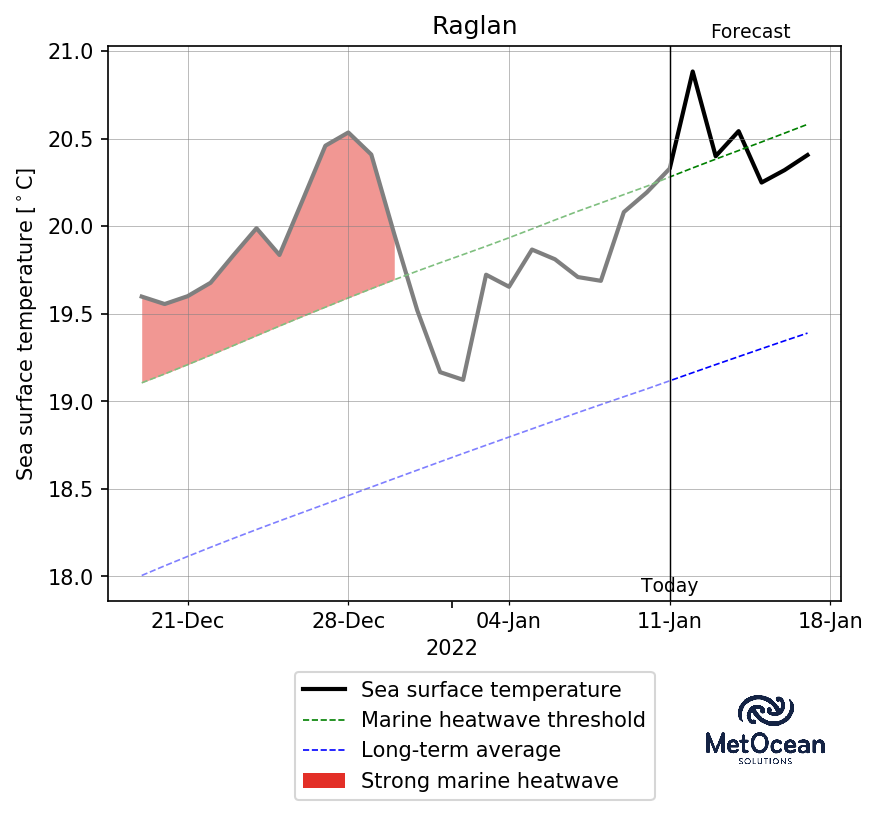 Raglan
Forecast
21.0
20.5
20.0
19.5
19.0
18.5
18.0
Sea surface temperature [°C]
Today
21-Dec 28-Dec 04-Jan 11-Jan 18-Jan
2022
Sea surface temperature
Marine heatwave threshold
Long-term average
Strong marine heatwave
MetOcean
SOLUTIONS